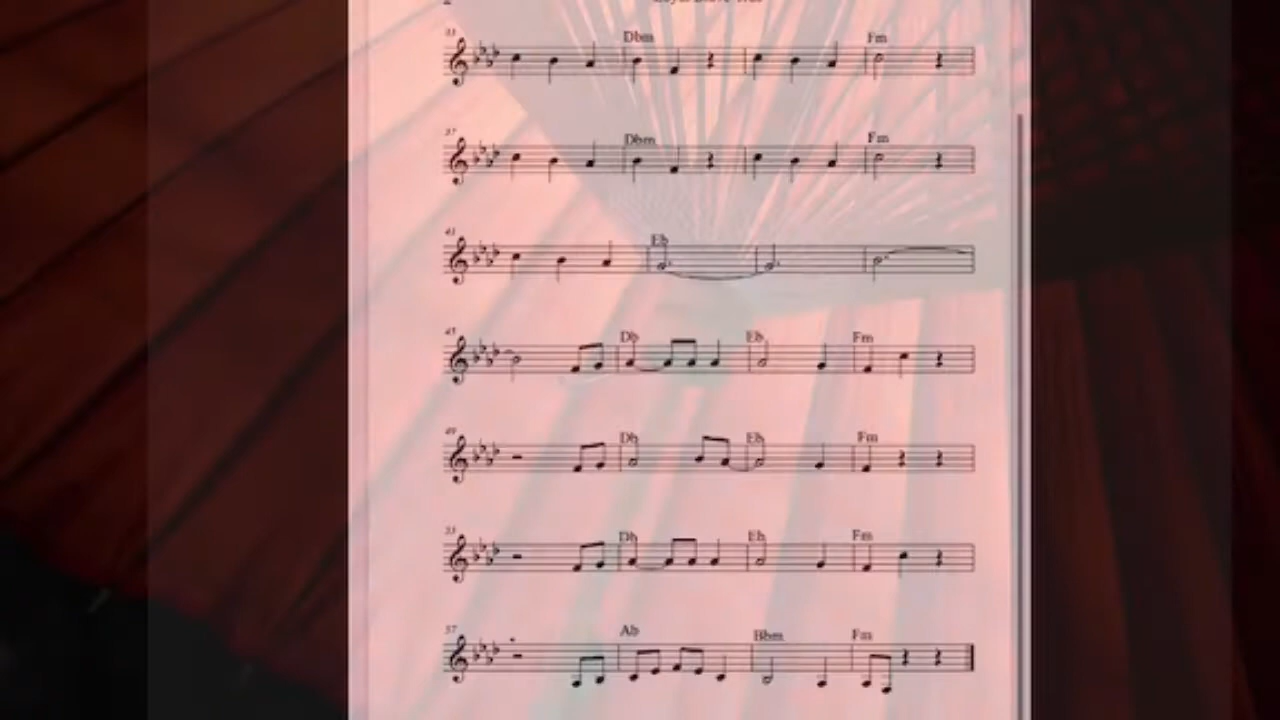 33 Dbm Fm
37 Dbm Fm
41 Eb
45 Db Eb Fm
49 Db Eb Fm
53 Db Eb Fm
57 Ab Bbm Fm